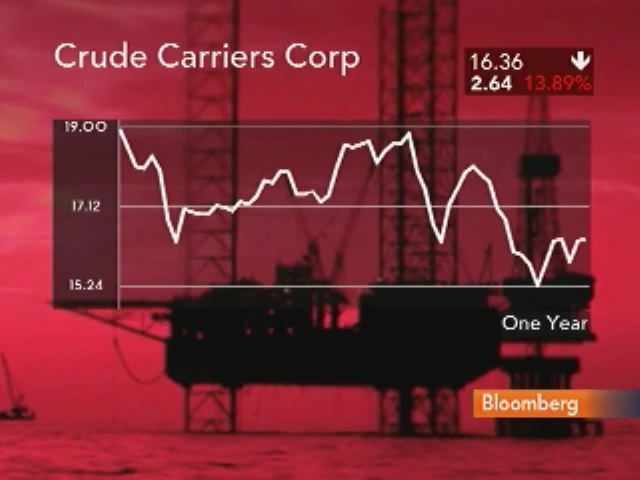 Crude Carriers Corp
16.36
2.64 13.89%
19.00
17.12
15.24
One Year
Bloomberg